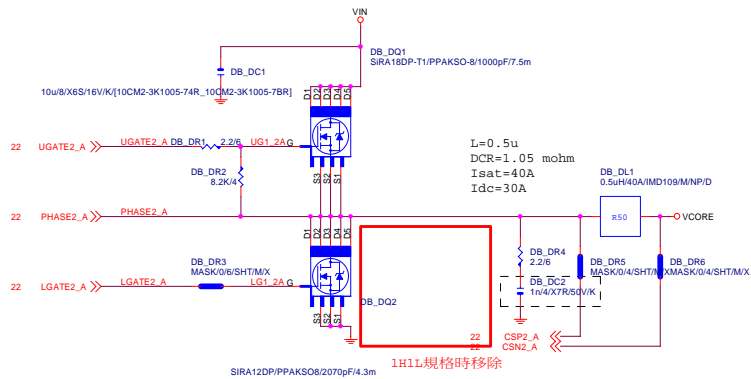 VIN
DB_DQ1
SiRA18DP-T1/PPAKSO-8/1000pF/7.5m
DB_DC1
10u/8/X6S/16V/K/[10CM2-3K1005-74R_10CM2-3K1005-7BR]
D1 D2 D3 D4 D5
22 UGATE2_A UGATE2_A DB_DR1 2.2/6 UG1_2A G
S3 S2 S1
DB_DR2
8.2K/4
L=0.5u
DCR=1.05 mohm
Isat=40A
Idc=30A
DB_DL1
0.5uH/40A/IMD109/M/NP/D
R50
VCORE
22 PHASE2_A PHASE2_A
D1 D2 D3 D4 D5
DB_DR3
MASK/0/6/SHT/M/X
22 LGATE2_A LGATE2_A LG1_2A G
S3 S2 S1
DB_DQ2
DB_DR4
2.2/6
DB_DR5
MASK/0/4/SHT/M/X
DB_DR6
MASK/0/4/SHT/M/X
DB_DC2
1n/4/X7R/50V/K
22 CSP2_A
22 CSN2_A
1H1L規格時移除
SIRA12DP/PPAKSO8/2070pF/4.3m